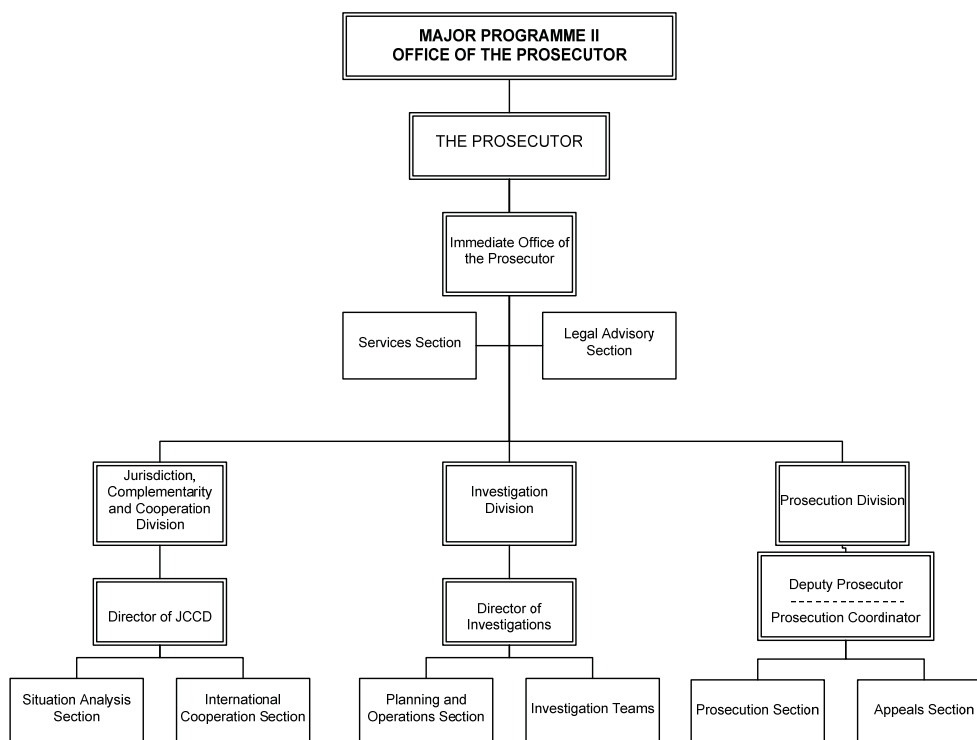 MAJOR PROGRAMME II
OFFICE OF THE PROSECUTOR
THE PROSECUTOR
Immediate Office of
the Prosecutor
Services Section
Legal Advisory
Section
Jurisdiction,
Complementarity
and Cooperation
Division
Investigation
Division
Prosecution Division
Director of JCCD
Director of
Investigations
Deputy Prosecutor
Prosecution Coordinator
Situation Analysis
Section
International
Cooperation Section
Planning and
Operations Section
Investigation Teams
Prosecution Section
Appeals Section